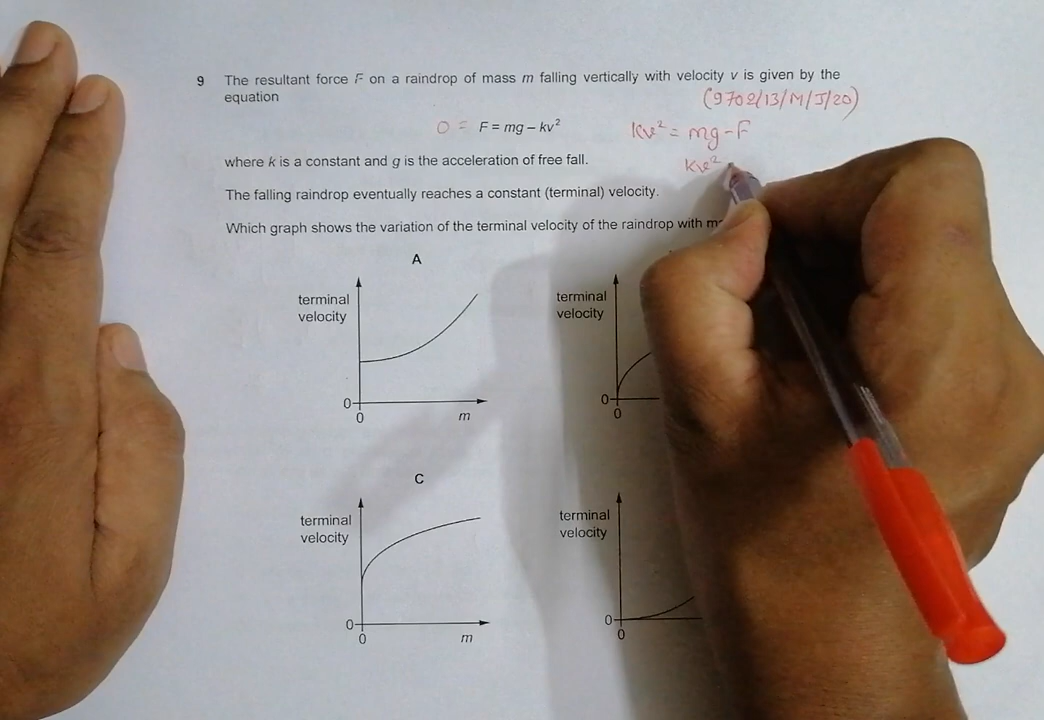 9 The resultant force F on a raindrop of mass m falling vertically with velocity v is given by the
equation
(9702/13/M/J/20)
0 = F = mg – kv²
kv² = mg - F
where k is a constant and g is the acceleration of free fall.
kv²
The falling raindrop eventually reaches a constant (terminal) velocity.
Which graph shows the variation of the terminal velocity of the raindrop with
A
terminal
velocity
0
0
m
terminal
velocity
0
0
C
terminal
velocity
0
0
m
terminal
velocity
0
0